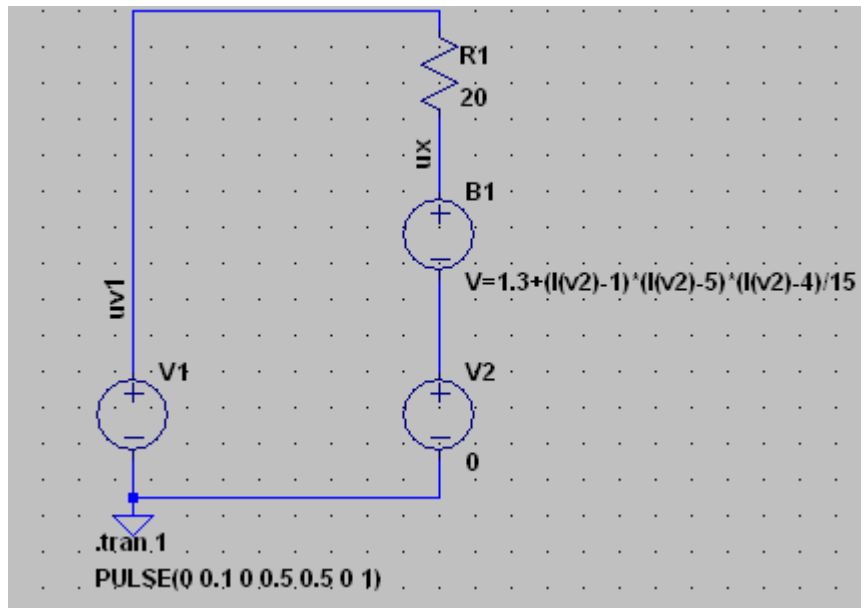 R1
20
ux
B1
V=1.3+(I(v2)-1)*(I(v2)-5)*(I(v2)-4)/15
uv1
V1
V2
0
.tran 1
PULSE(0 0.1 0 0.5 0.5 0 1)